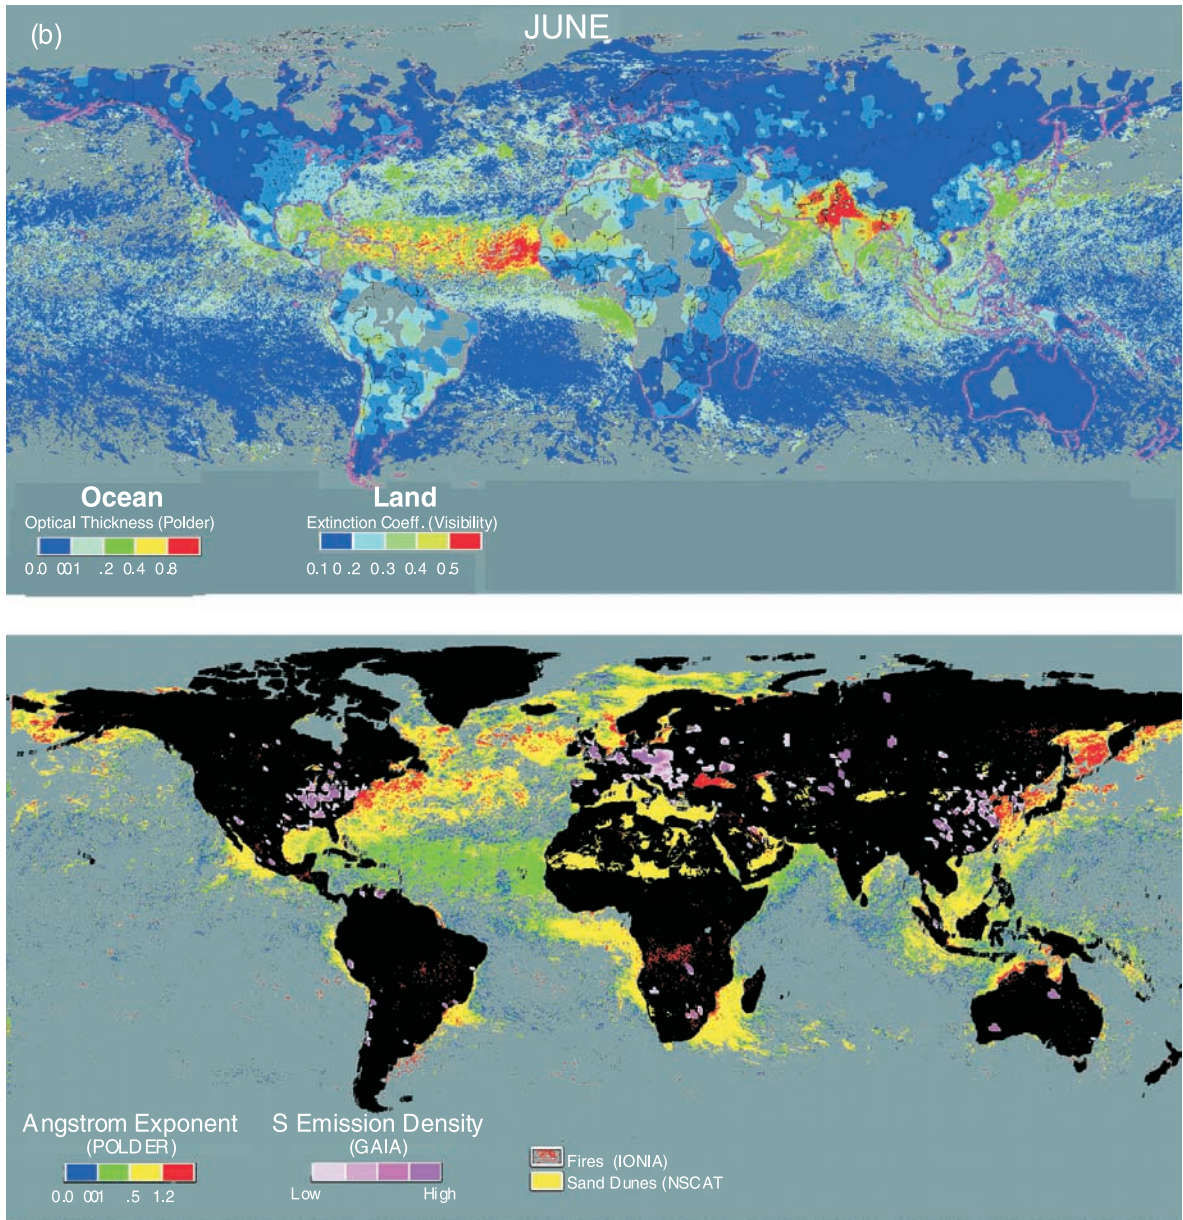 (b)
JUNE
Ocean
Optical Thickness (Polder)
0.0 001 .2 0.4 0.8
Land
Extinction Coeff. (Visibility)
0.1 0.2 0.3 0.4 0.5
Angstrom Exponent
(POLDER)
0.0 001 .5 1.2
S Emission Density
(GAIA)
Low High
Fires (IONIA)
Sand Dunes (NSCAT